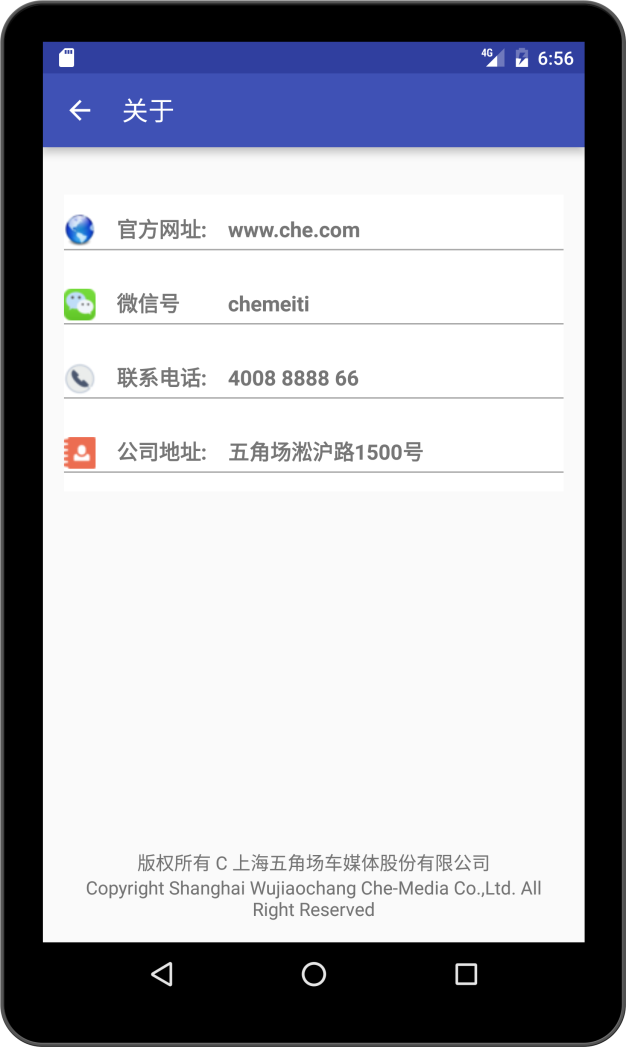 4G 6:56
关于
官方网址: www.che.com
微信号 chemeiti
联系电话: 4008 8888 66
公司地址: 五角场淞沪路1500号
版权所有 C 上海五角场车媒体股份有限公司
Copyright Shanghai Wujiaochang Che-Media Co.,Ltd. All
Right Reserved